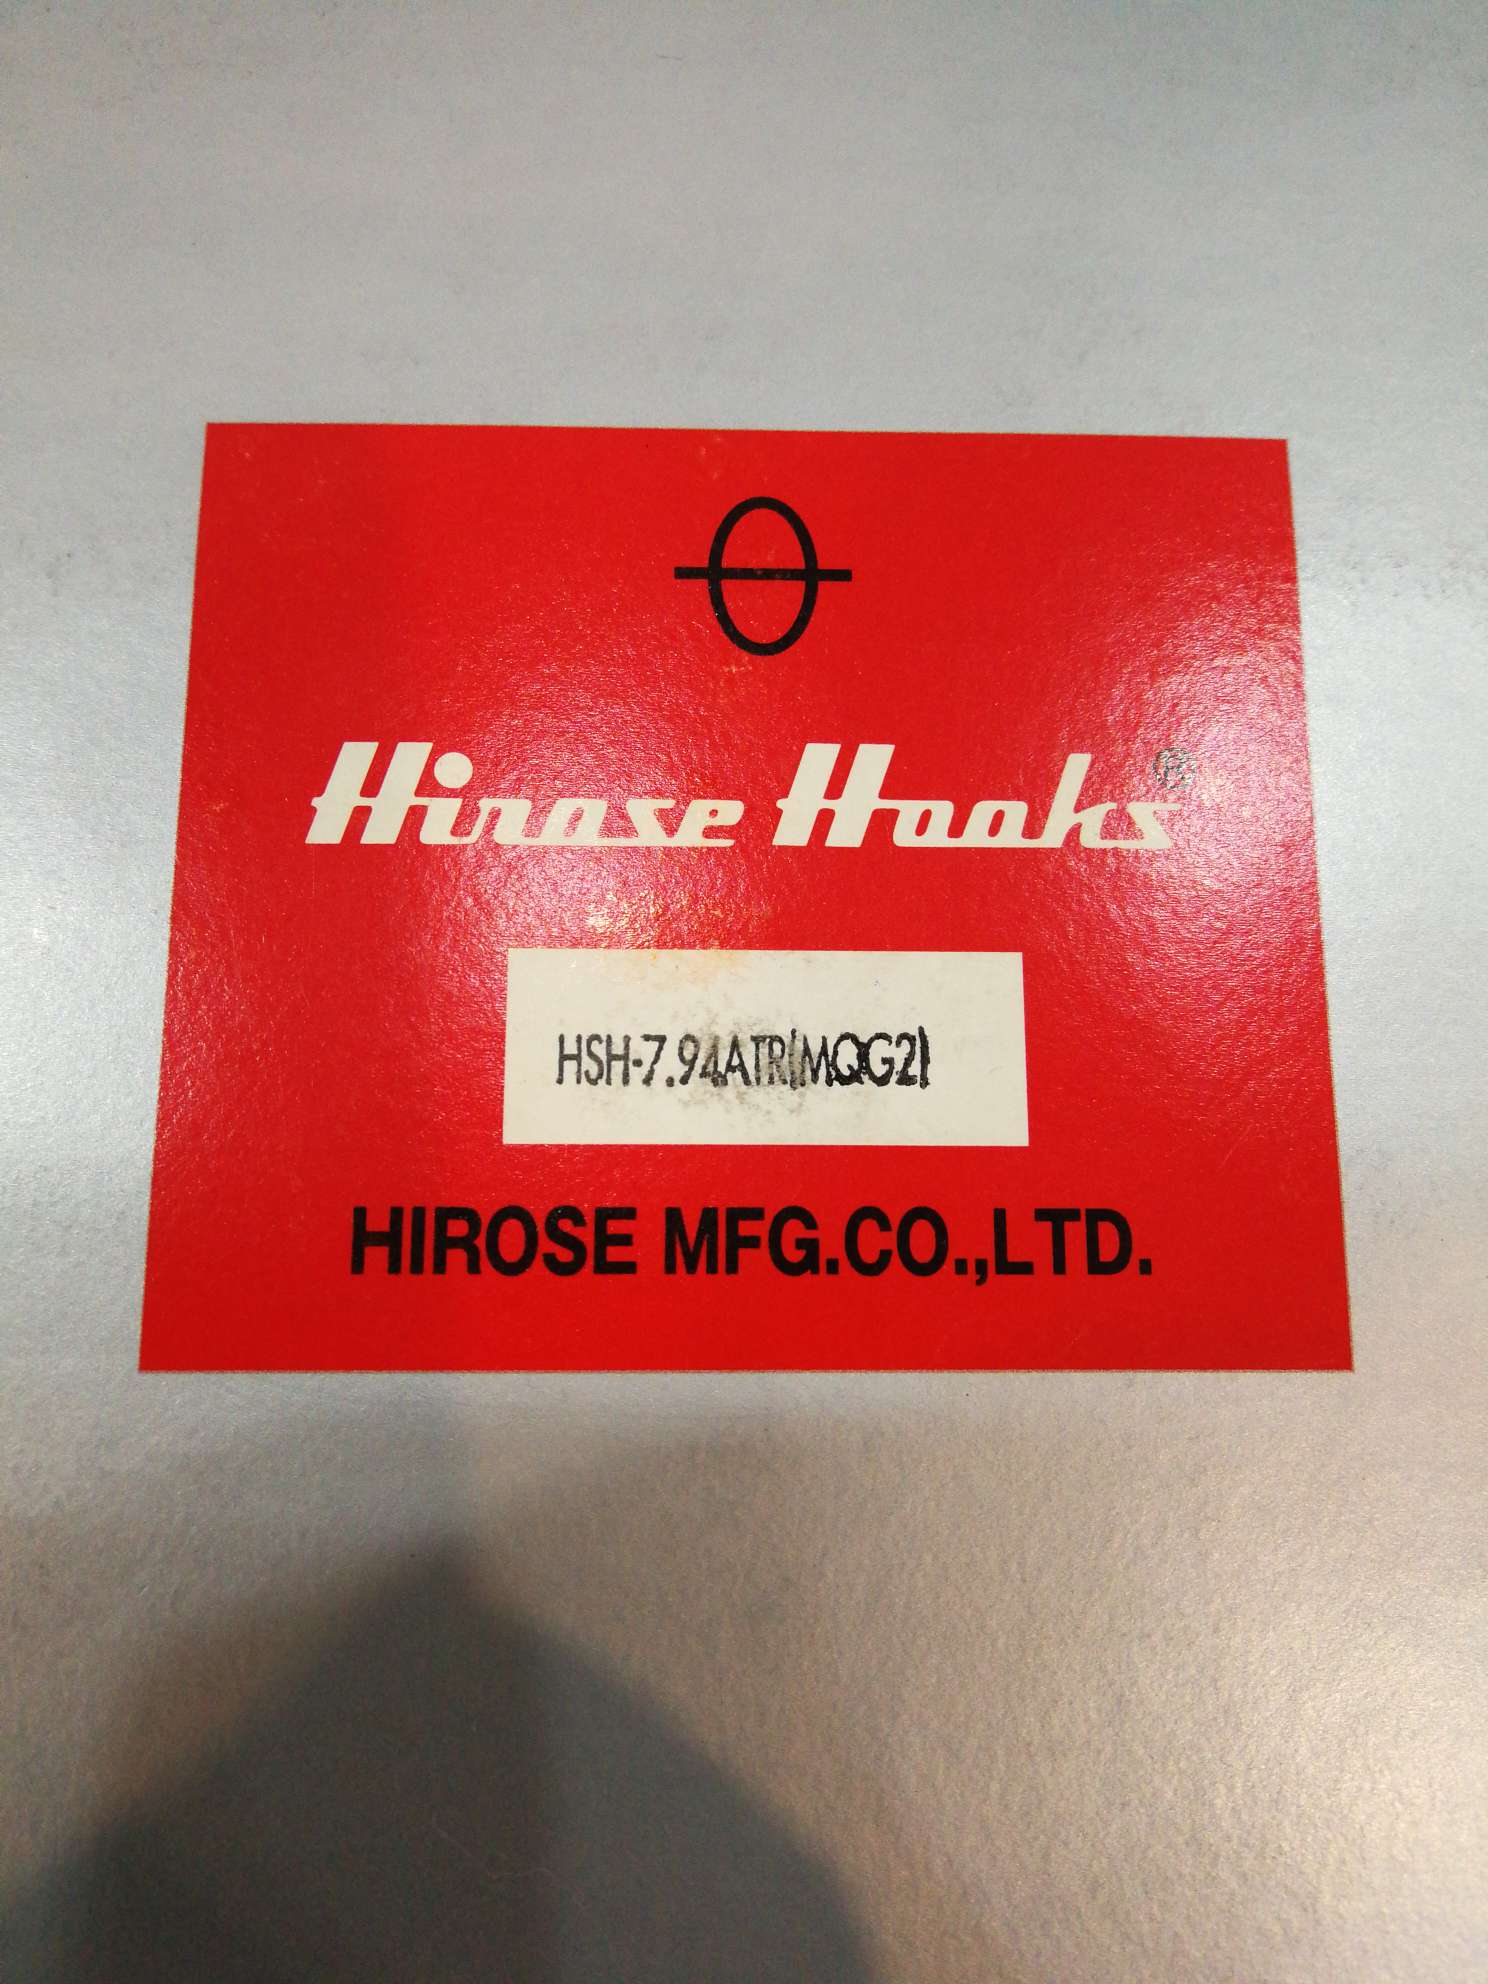 Hirose Hooks®
HSH-7.94ATR(MQG2)
HIROSE MFG.CO.,LTD.